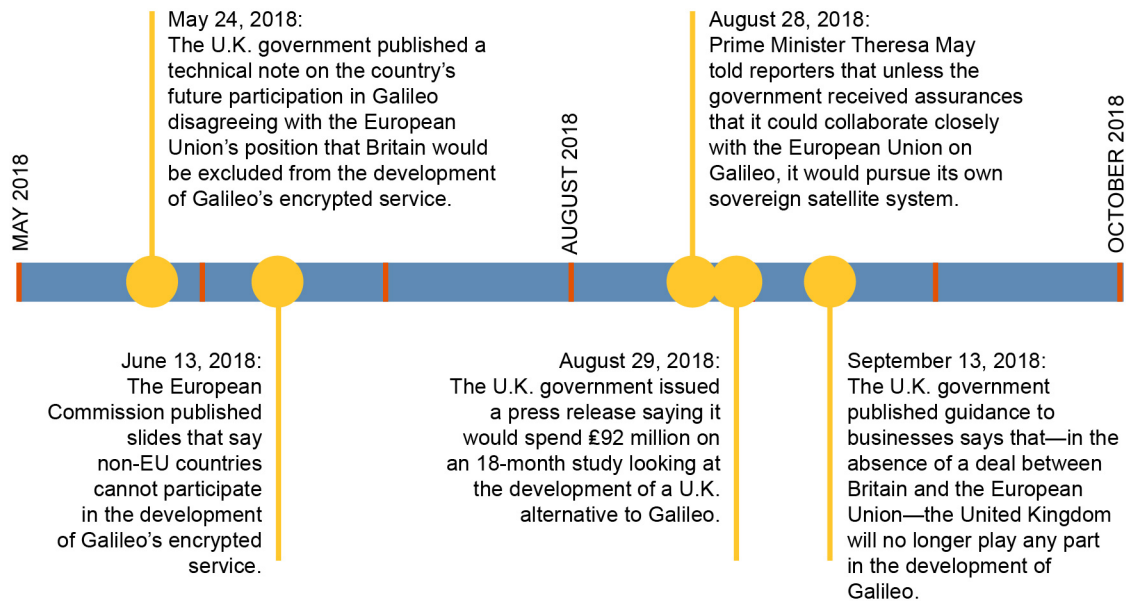 May 24, 2018:
The U.K. government published a
technical note on the country's
future participation in Galileo
disagreeing with the European
Union's position that Britain would
be excluded from the development
of Galileo's encrypted service.
August 28, 2018:
Prime Minister Theresa May
told reporters that unless the
government received assurances
that it could collaborate closely
with the European Union on
Galileo, it would pursue its own
sovereign satellite system.
MAY 2018
AUGUST 2018
OCTOBER 2018
June 13, 2018:
The European
Commission published
slides that say
non-EU countries
cannot participate
in the development
of Galileo's encrypted
service.
August 29, 2018:
The U.K. government issued
a press release saying it
would spend ₤92 million on
an 18-month study looking at
the development of a U.K.
alternative to Galileo.
September 13, 2018:
The U.K. government
published guidance to
businesses says that—in the
absence of a deal between
Britain and the European
Union—the United Kingdom
will no longer play any part
in the development of
Galileo.